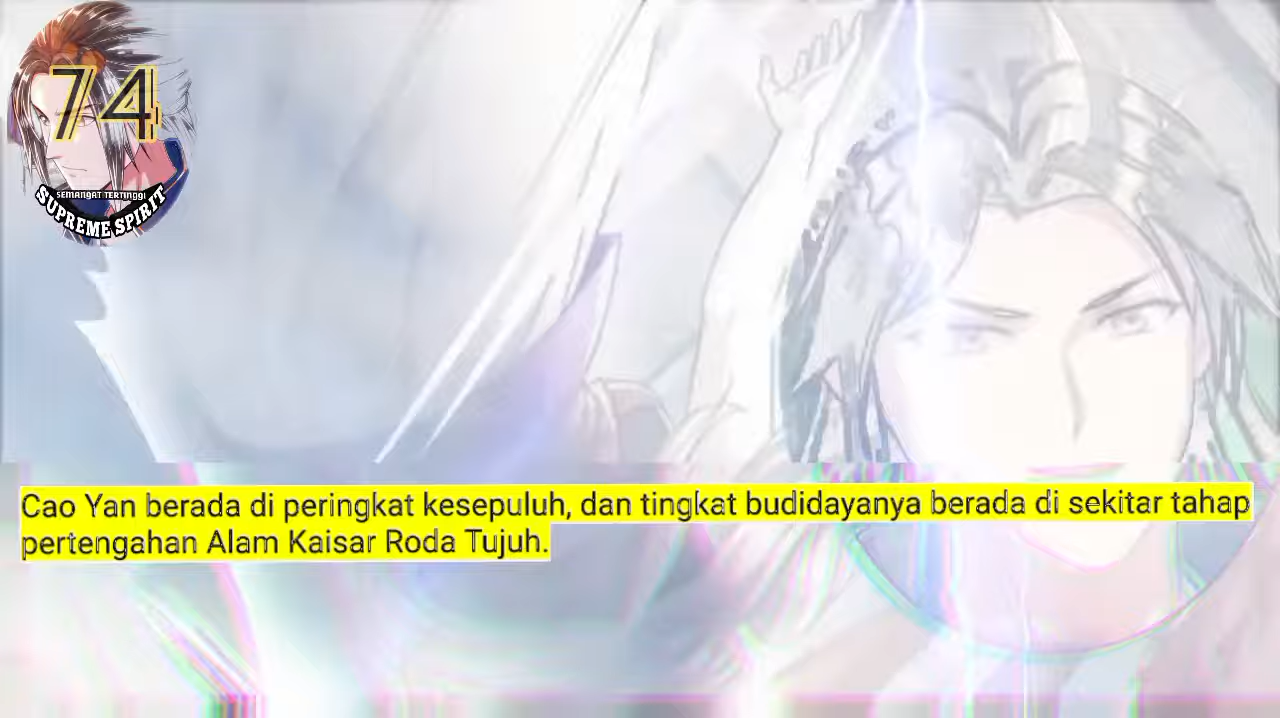 74
SEMANGAT TERTINGGI
SUPREME SPIRIT
Cao Yan berada di peringkat kesepuluh, dan tingkat budidayanya berada di sekitar tahap
pertengahan Alam Kaisar Roda Tujuh.